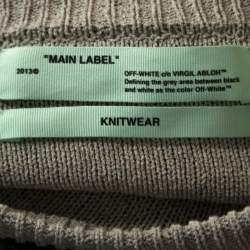 "MAIN LABEL"
2013©
OFF-WHITE c/o VIRGIL ABLOH™
Defining the grey area between black
and white as the color Off-White™
KNITWEAR